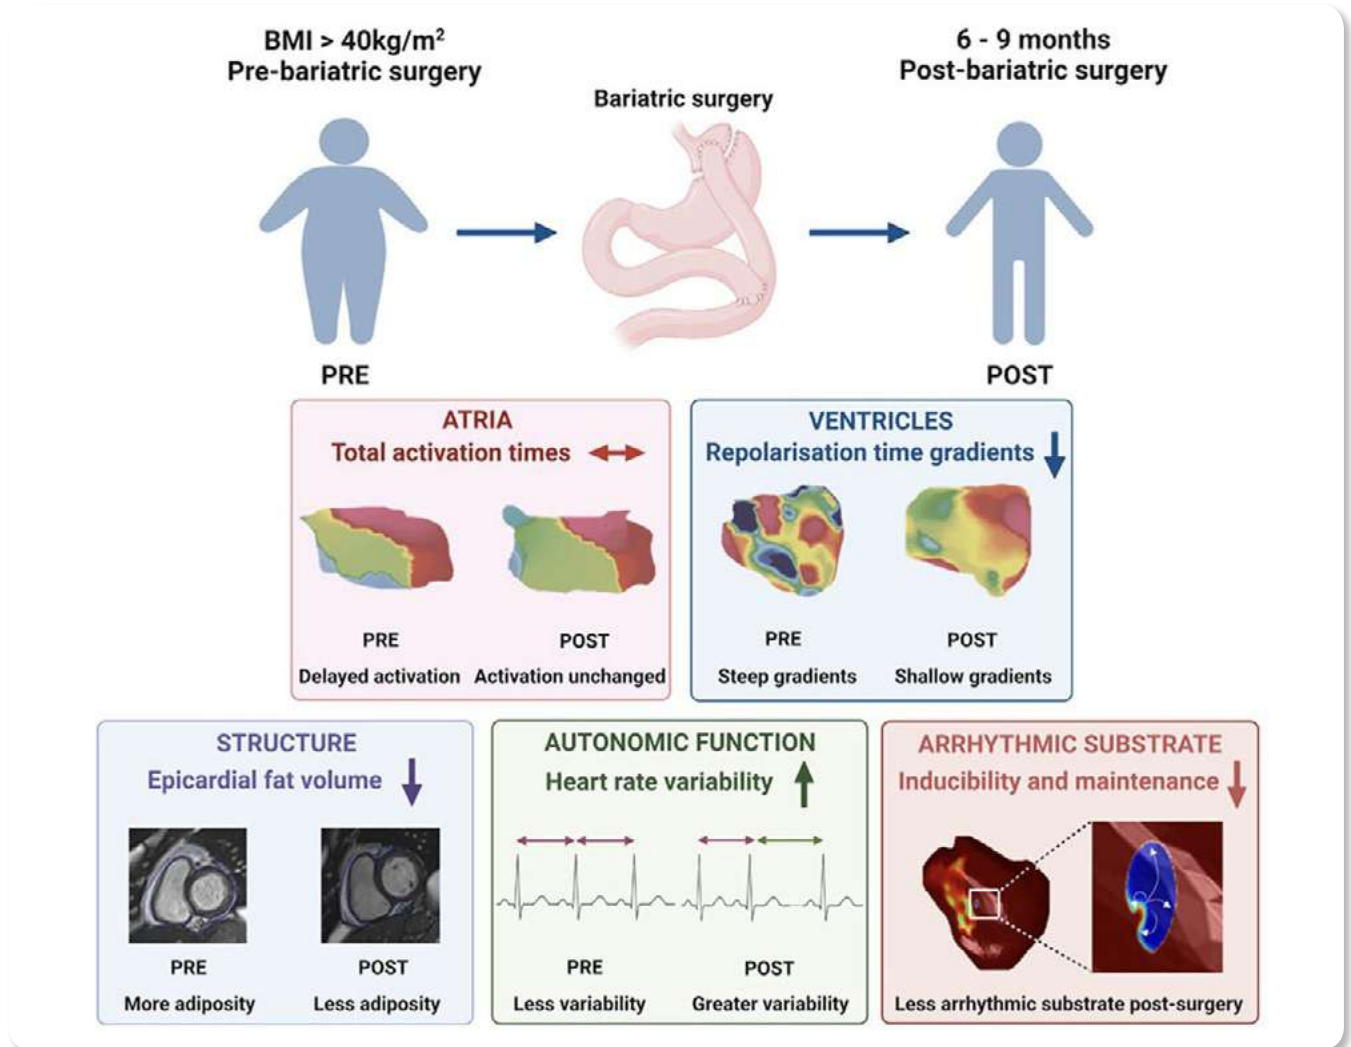 BMI > 40kg/m²
Pre-bariatric surgery
6 - 9 months
Post-bariatric surgery
Bariatric surgery
PRE
POST
ATRIA
Total activation times
PRE
POST
Delayed activation
Activation unchanged
VENTRICLES
Repolarisation time gradients
PRE
POST
Steep gradients
Shallow gradients
STRUCTURE
Epicardial fat volume
PRE
POST
More adiposity
Less adiposity
AUTONOMIC FUNCTION
Heart rate variability
PRE
POST
Less variability
Greater variability
ARRHYTHMIC SUBSTRATE
Inducibility and maintenance
Less arrhythmic substrate post-surgery